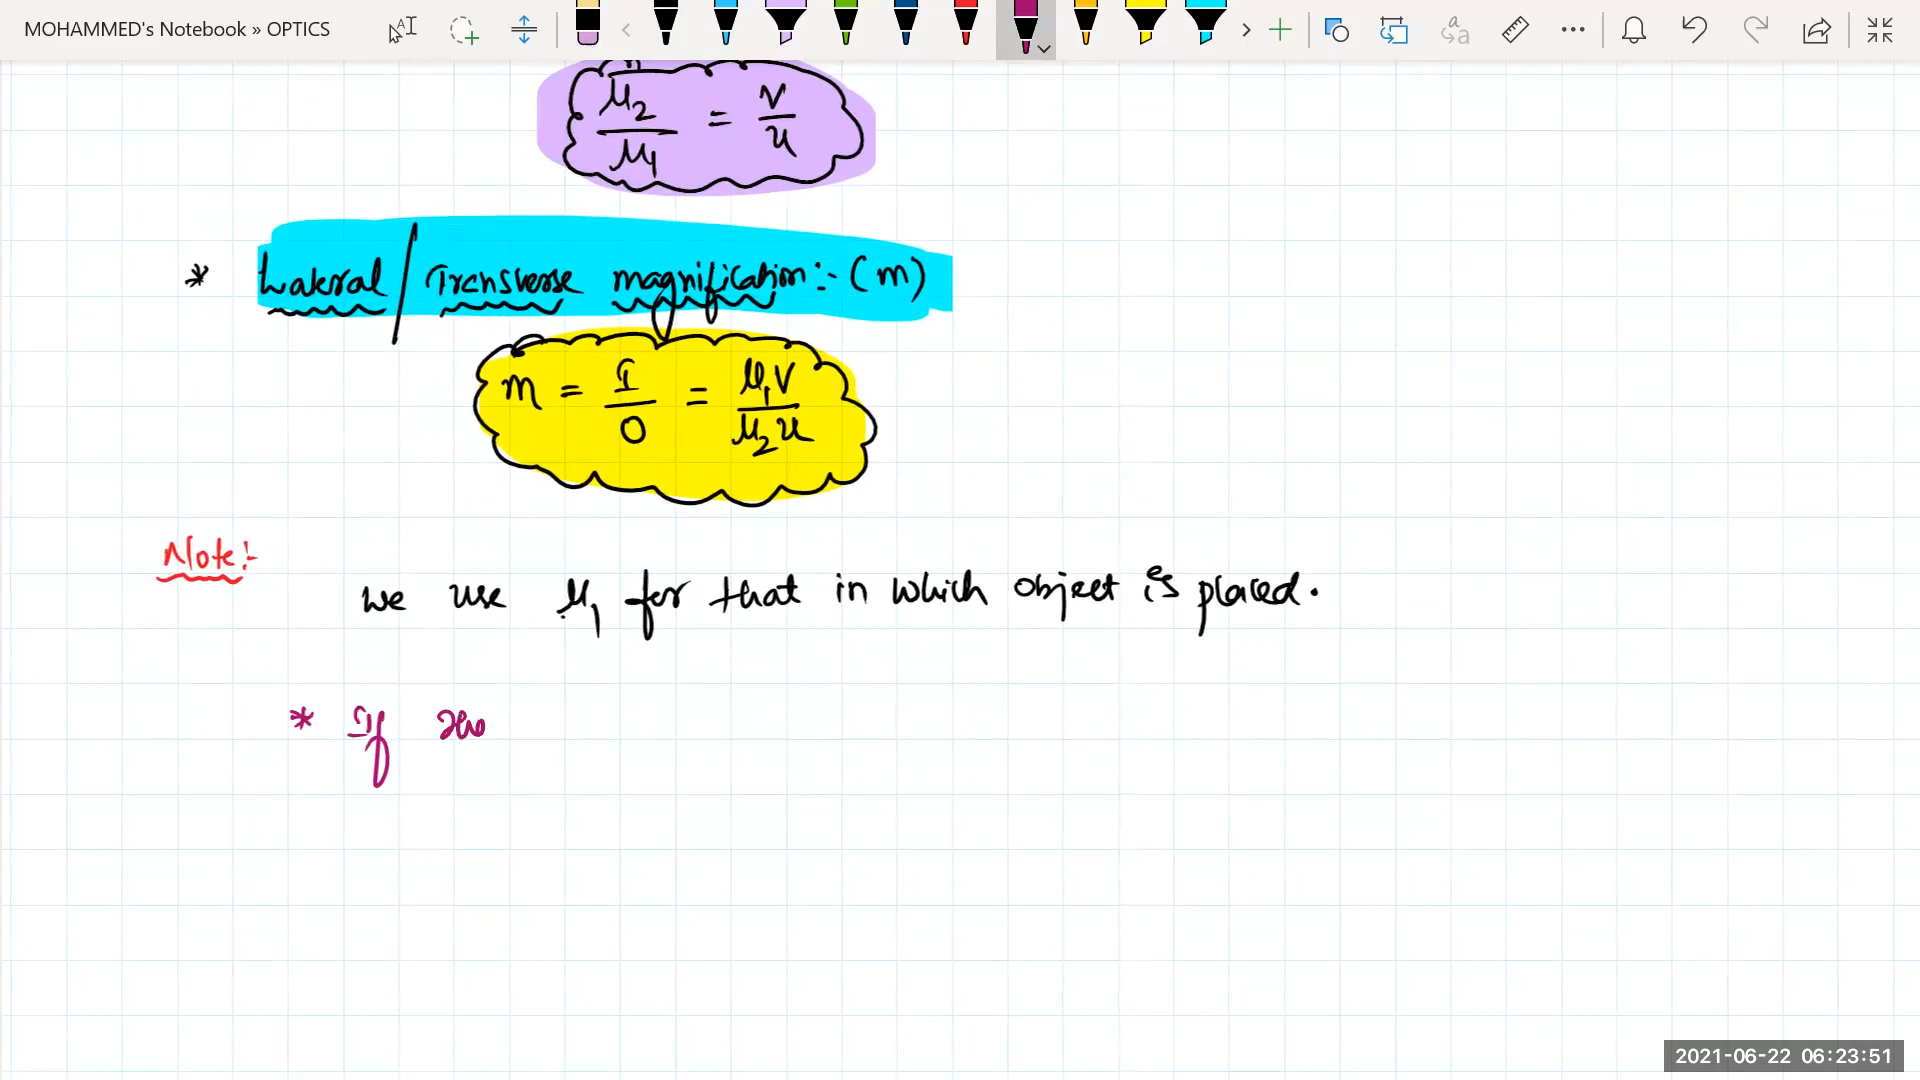 MOHAMMED's Notebook » OPTICS
μ2/μ1 = v/u
* Lateral / Transverse magnification:- (m)
m = I/O = μ1v/μ2u
Note:-
we use μ1 for that in which object is placed.
* If
2021-06-22 06:23:51